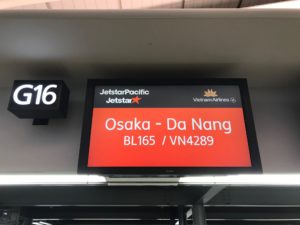 G16
JetstarPacific
Jetstar
Vietnam Airlines
Osaka - Da Nang
BL165 / VN4289